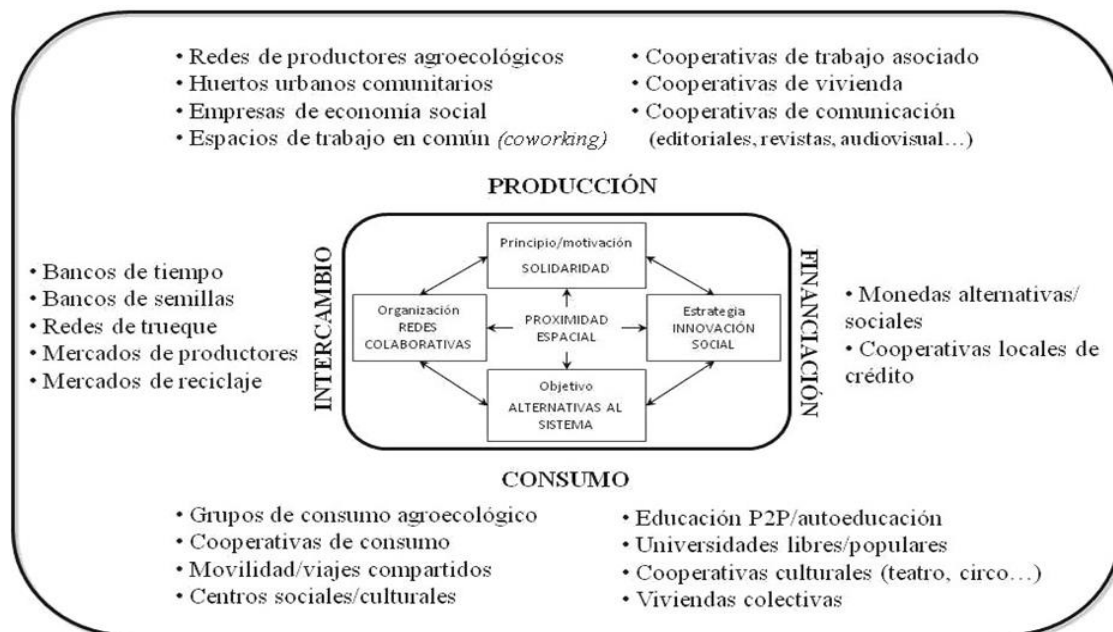 • Redes de productores agroecológicos
• Huertos urbanos comunitarios
• Empresas de economía social
• Espacios de trabajo en común (coworking)
• Cooperativas de trabajo asociado
• Cooperativas de vivienda
• Cooperativas de comunicación
(editoriales, revistas, audiovisual…)
PRODUCCIÓN
• Bancos de tiempo
• Bancos de semillas
• Redes de trueque
• Mercados de productores
• Mercados de reciclaje
INTERCAMBIO
Principio/motivación
SOLIDARIDAD
Organización
REDES
COLABORATIVAS
PROXIMIDAD
ESPACIAL
Estrategia
INNOVACIÓN
SOCIAL
Objetivo
ALTERNATIVAS AL
SISTEMA
FINANCIACIÓN
• Monedas alternativas/
sociales
• Cooperativas locales de
crédito
CONSUMO
• Grupos de consumo agroecológico
• Cooperativas de consumo
• Movilidad/viajes compartidos
• Centros sociales/culturales
• Educación P2P/autoeducación
• Universidades libres/populares
• Cooperativas culturales (teatro, circo…)
• Viviendas colectivas